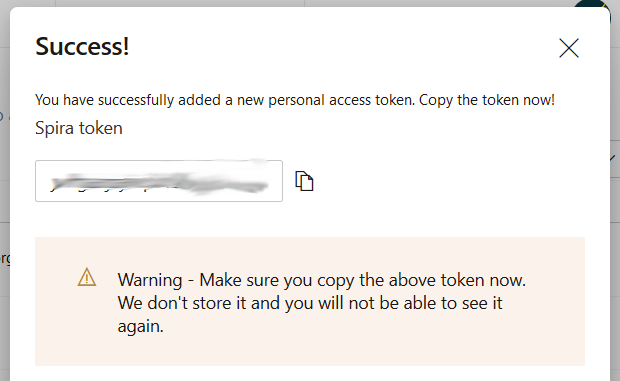 Success!
You have successfully added a new personal access token. Copy the token now!
Spira token
Warning - Make sure you copy the above token now.
We don't store it and you will not be able to see it
again.